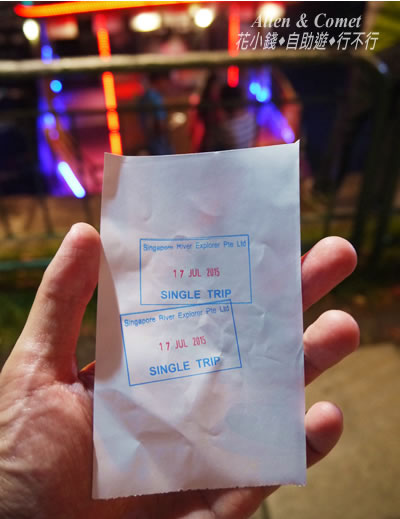 Allen & Comet
花小錢♦自助遊♦行不行
Singapore River Explorer Pte Ltd
17 JUL 2015
SINGLE TRIP
Singapore River Explorer Pte Ltd
17 JUL 2015
SINGLE TRIP